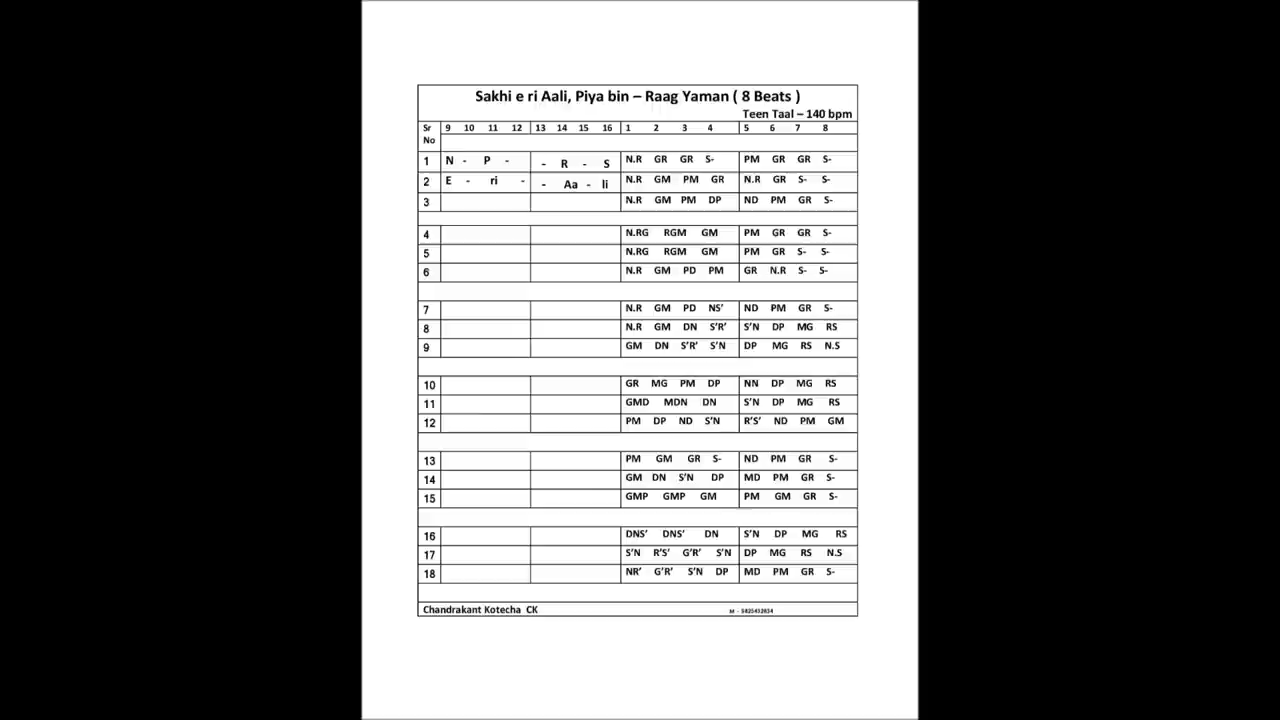 Sakhi e ri Aali, Piya bin – Raag Yaman ( 8 Beats )
Teen Taal – 140 bpm
Sr No 9 10 11 12 13 14 15 16 1 2 3 4 5 6 7 8
1 N - P - - R - S N.R GR GR S- PM GR GR S-
2 E - ri - - Aa - li N.R GM PM GR N.R GR S- S-
3 N.R GM PM DP ND PM GR S-
4 N.RG RGM GM PM GR GR S-
5 N.RG RGM GM PM GR S- S-
6 N.R GM PD PM GR N.R S- S-
7 N.R GM PD NS’ ND PM GR S-
8 N.R GM DN S’R’ S’N DP MG RS
9 GM DN S’R’ S’N DP MG RS N.S
10 GR MG PM DP NN DP MG RS
11 GMD MDN DN S’N DP MG RS
12 PM DP ND S’N R’S’ ND PM GM
13 PM GM GR S- ND PM GR S-
14 GM DN S’N DP MD PM GR S-
15 GMP GMP GM PM GM GR S-
16 DNS’ DNS’ DN S’N DP MG RS
17 S’N R’S’ G’R’ S’N DP MG RS N.S
18 NR’ G’R’ S’N DP MD PM GR S-
Chandrakant Kotecha CK M -